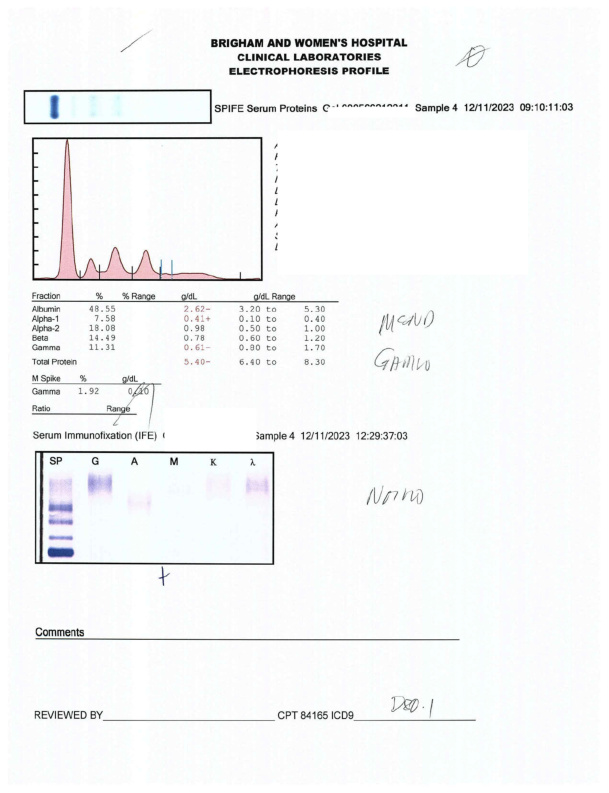 BRIGHAM AND WOMEN'S HOSPITAL
CLINICAL LABORATORIES
ELECTROPHORESIS PROFILE
SPIFE Serum Proteins Sample 4 12/11/2023 09:10:11:03
Fraction % % Range g/dL g/dL Range
Albumin 48.55 2.62- 3.20 to 5.30
Alpha-1 7.58 0.41+ 0.10 to 0.40
Alpha-2 18.08 0.98 0.50 to 1.00
Beta 14.49 0.78 0.60 to 1.20
Gamma 11.31 0.61- 0.80 to 1.70
Total Protein 5.40- 6.40 to 8.30
M Spike % g/dL
Gamma 1.92 0.10
Ratio Range
Serum Immunofixation (IFE) Sample 4 12/11/2023 12:29:37:03
SP G A M K λ
Comments
REVIEWED BY CPT 84165 ICD9 D80.1